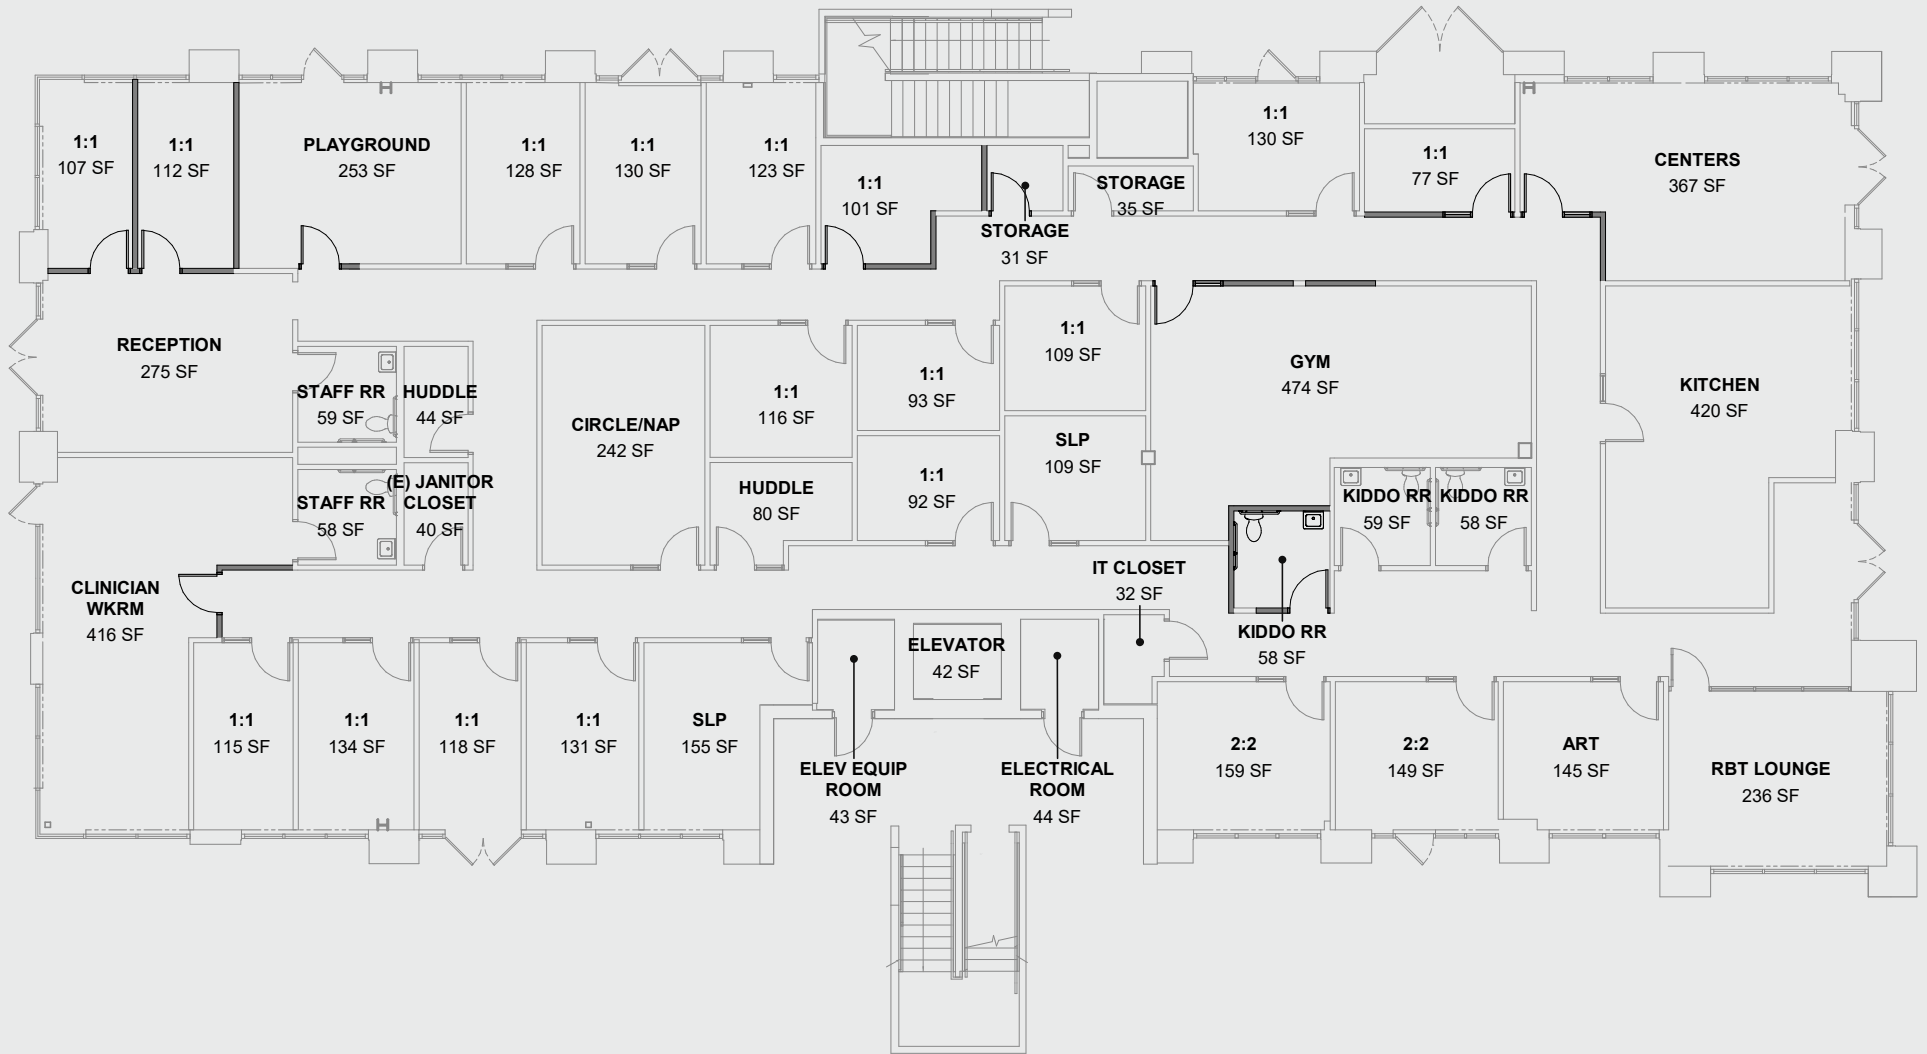 1:1
107 SF
1:1
112 SF
PLAYGROUND
253 SF
1:1
128 SF
1:1
130 SF
1:1
123 SF
1:1
101 SF
STORAGE
31 SF
STORAGE
35 SF
1:1
130 SF
1:1
77 SF
CENTERS
367 SF
RECEPTION
275 SF
STAFF RR
59 SF
HUDDLE
44 SF
CIRCLE/NAP
242 SF
1:1
116 SF
1:1
93 SF
1:1
109 SF
GYM
474 SF
KITCHEN
420 SF
STAFF RR
58 SF
(E) JANITOR
CLOSET
40 SF
HUDDLE
80 SF
1:1
92 SF
SLP
109 SF
KIDDO RR
59 SF
KIDDO RR
58 SF
CLINICIAN
WKRM
416 SF
IT CLOSET
32 SF
KIDDO RR
58 SF
ELEVATOR
42 SF
1:1
115 SF
1:1
134 SF
1:1
118 SF
1:1
131 SF
SLP
155 SF
ELEV EQUIP
ROOM
43 SF
ELECTRICAL
ROOM
44 SF
2:2
159 SF
2:2
149 SF
ART
145 SF
RBT LOUNGE
236 SF